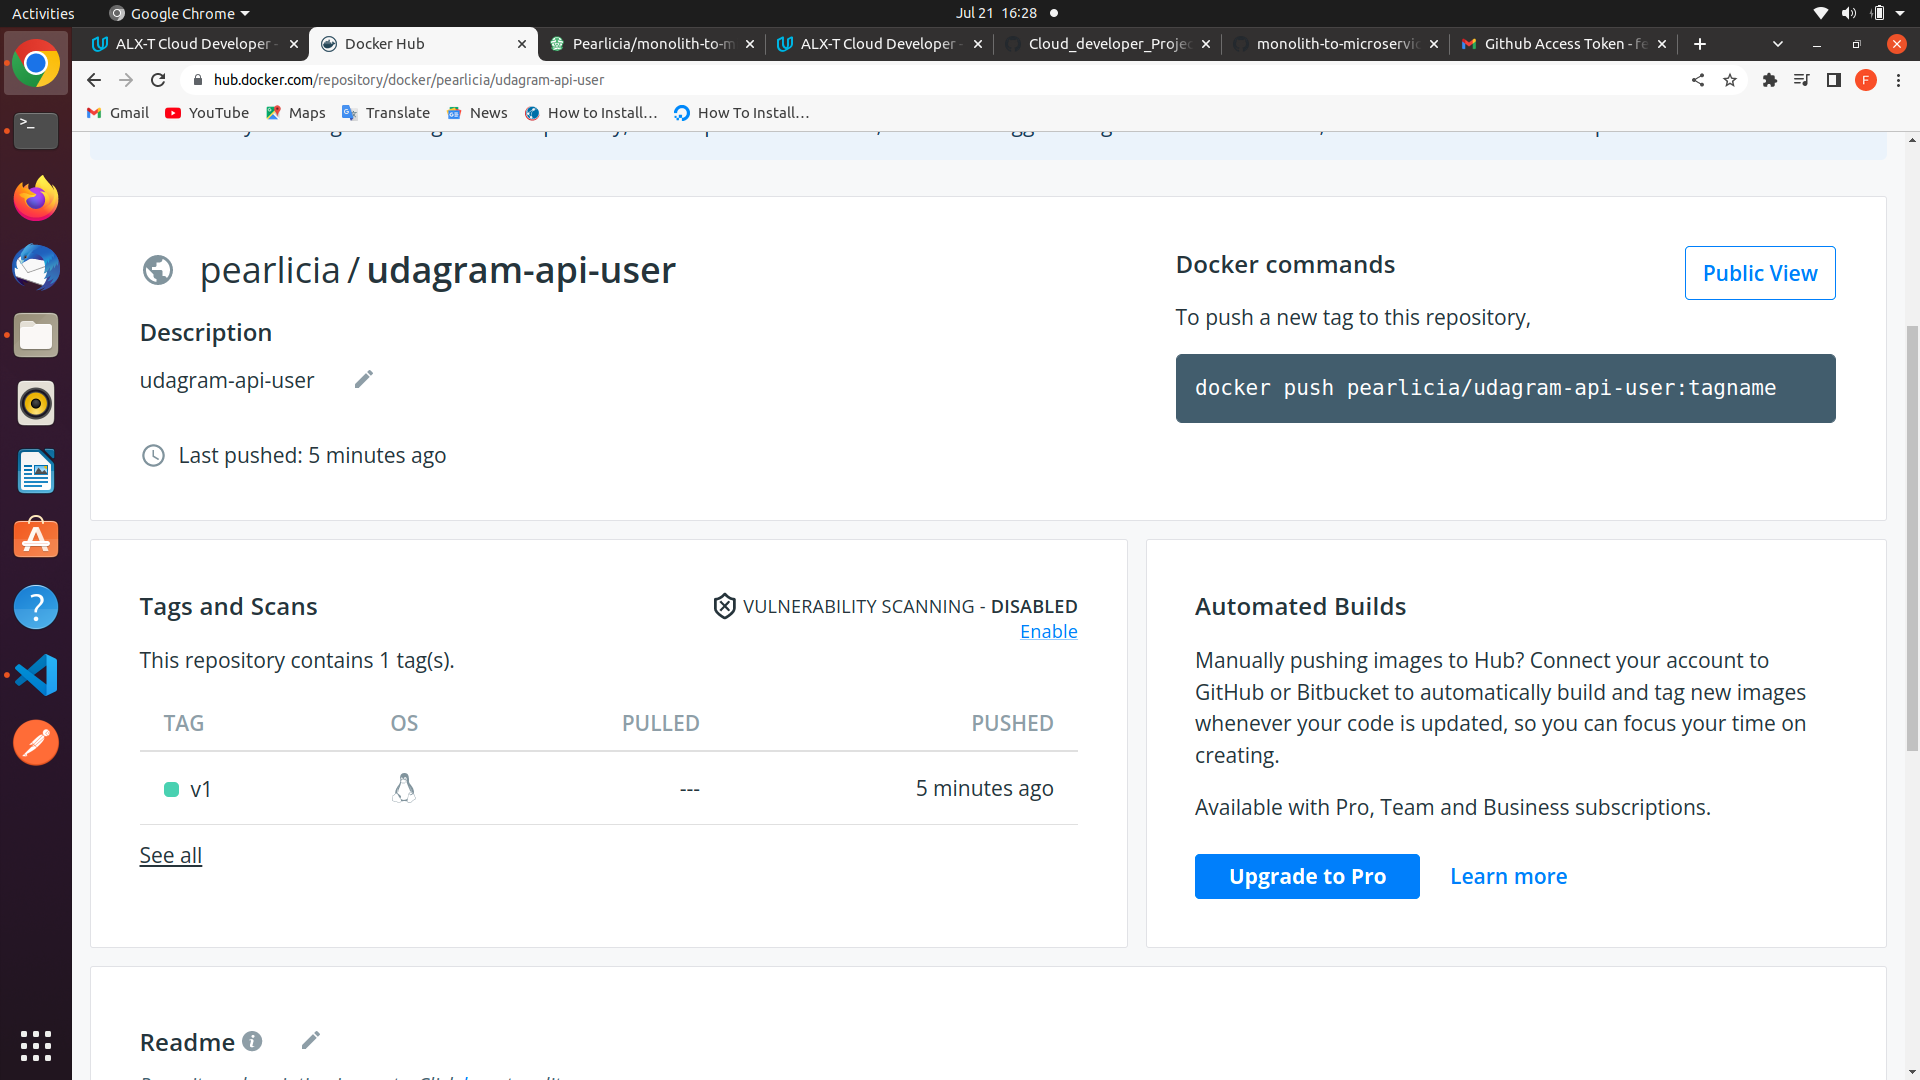 Activities
Google Chrome
Jul 21 16:28
ALX-T Cloud Developer -
Docker Hub
Pearlicia/monolith-to-m
ALX-T Cloud Developer -
Cloud_developer_Projec
monolith-to-microservic
Github Access Token - fe
hub.docker.com/repository/docker/pearlicia/udagram-api-user
F
Gmail
YouTube
Maps
Translate
News
How to Install...
How To Install...
pearlicia / udagram-api-user
Description
udagram-api-user
Last pushed: 5 minutes ago
Docker commands
Public View
To push a new tag to this repository,
docker push pearlicia/udagram-api-user:tagname
Tags and Scans
VULNERABILITY SCANNING - DISABLED
Enable
This repository contains 1 tag(s).
TAG OS PULLED PUSHED
v1 --- 5 minutes ago
See all
Automated Builds
Manually pushing images to Hub? Connect your account to
GitHub or Bitbucket to automatically build and tag new images
whenever your code is updated, so you can focus your time on
creating.
Available with Pro, Team and Business subscriptions.
Upgrade to Pro
Learn more
Readme